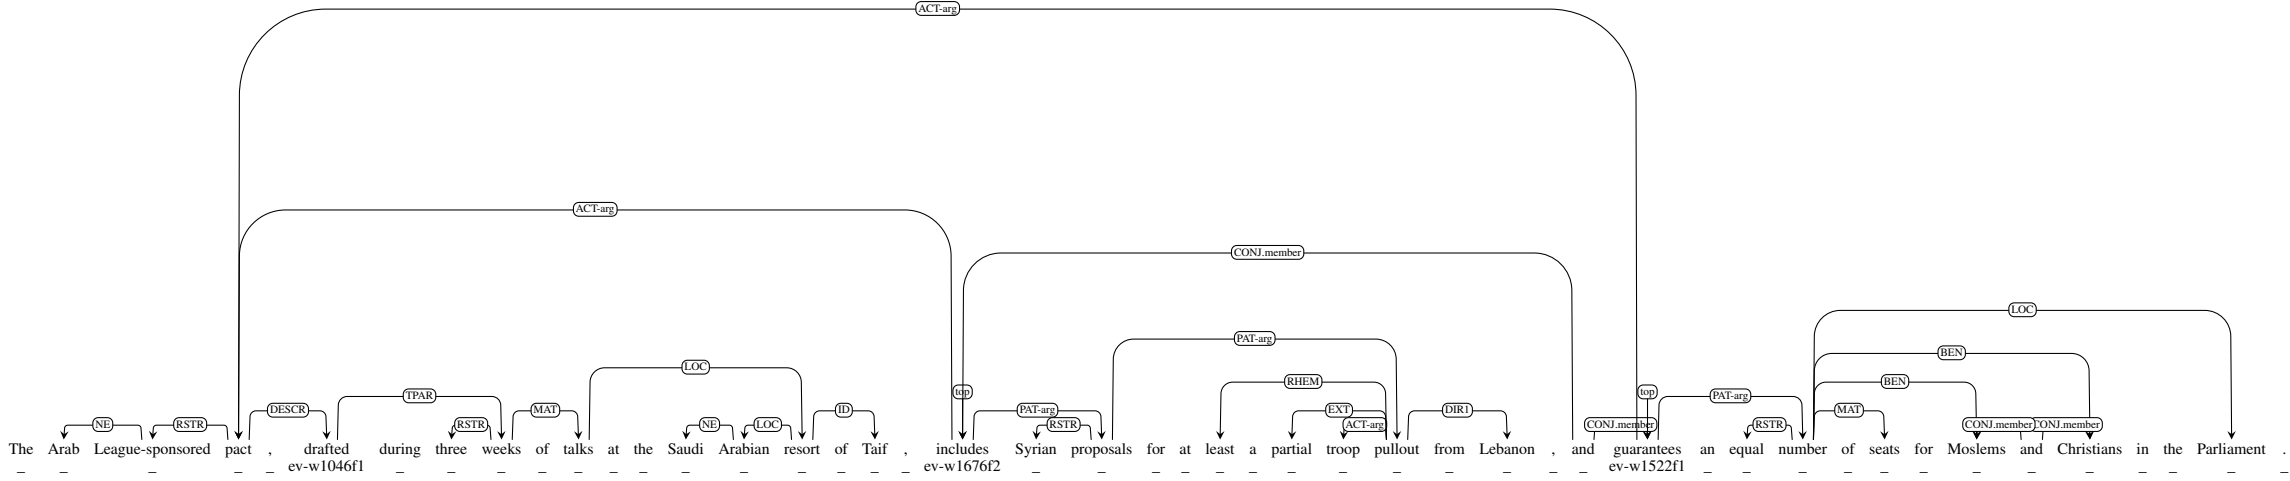 ACT-arg
ACT-arg
CONJ.member
LOC
PAT-arg
BEN
LOC
RHEM BEN
TPAR top top PAT-arg
DESCR MAT ID PAT-arg EXT DIR1 MAT
NE RSTR RSTR NE LOC RSTR ACT-arg CONJ.member RSTR CONJ.member CONJ.member
The Arab League-sponsored pact , drafted during three weeks of talks at the Saudi Arabian resort of Taif , includes Syrian proposals for at least a partial troop pullout from Lebanon , and guarantees an equal number of seats for Moslems and Christians in the Parliament .
_ _ _ _ _ ev-w1046f1 _ _ _ _ _ _ _ _ _ _ _ _ _ ev-w1676f2 _ _ _ _ _ _ _ _ _ _ _ _ _ ev-w1522f1 _ _ _ _ _ _ _ _ _ _ _ _ _